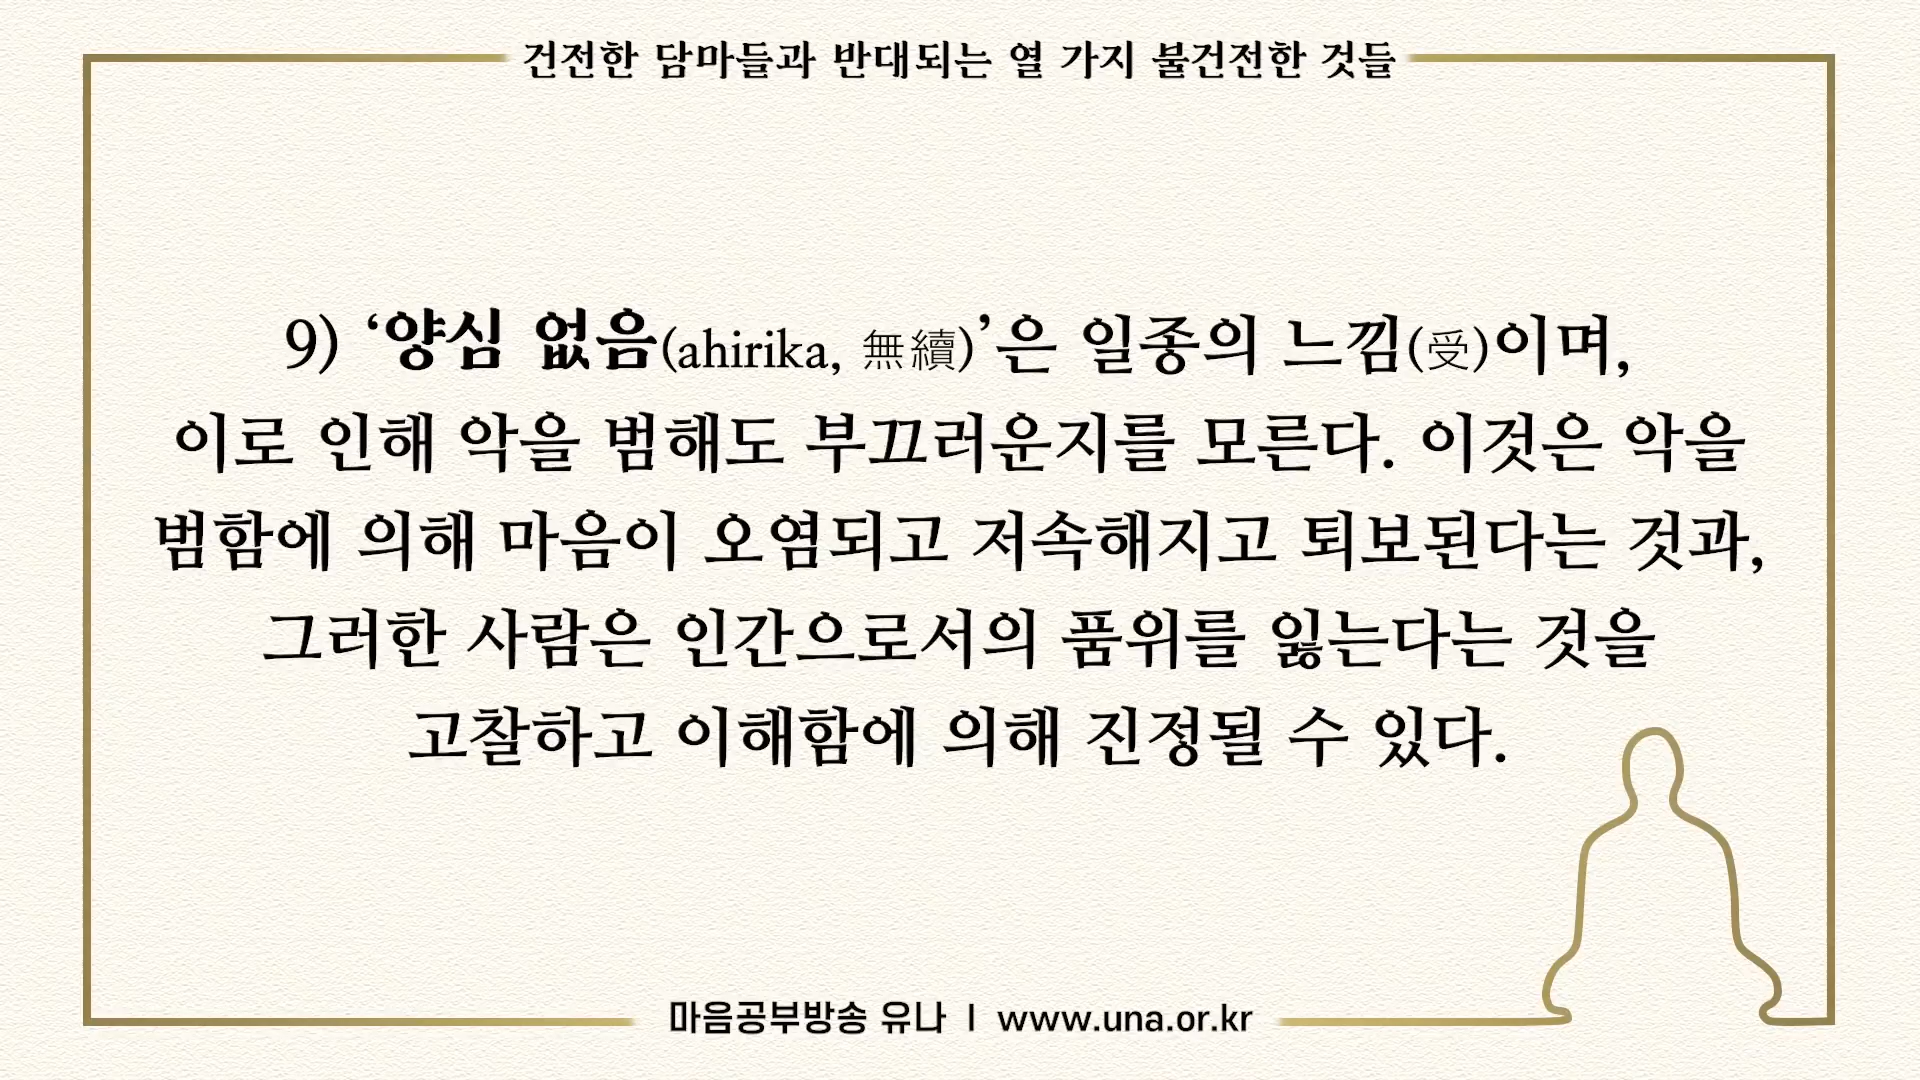 건전한 담마들과 반대되는 열 가지 불건전한 것들
9) ‘양심 없음(ahirika, 無續)’은 일종의 느낌(受)이며,
이로 인해 악을 범해도 부끄러운지를 모른다. 이것은 악을
범함에 의해 마음이 오염되고 저속해지고 퇴보된다는 것과,
그러한 사람은 인간으로서의 품위를 잃는다는 것을
고찰하고 이해함에 의해 진정될 수 있다.
마음공부방송 유나 ㅣ www.una.or.kr